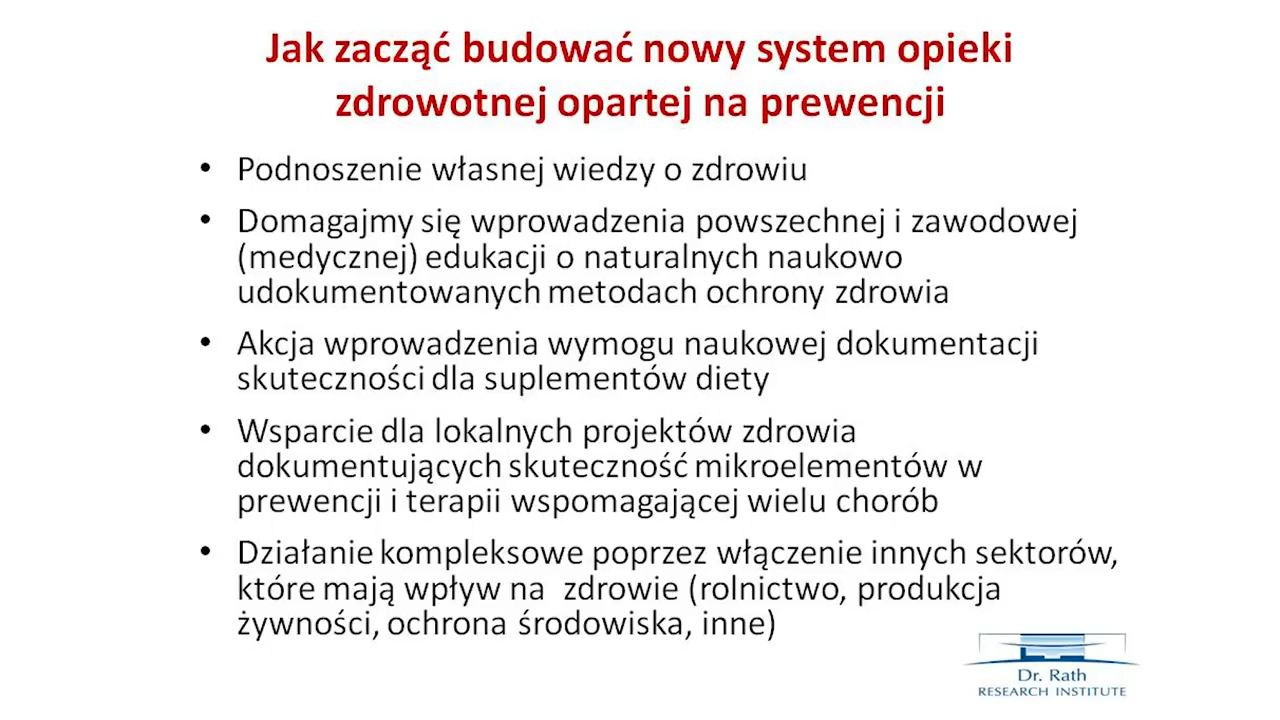 Jak zacząć budować nowy system opieki
zdrowotnej opartej na prewencji
• Podnoszenie własnej wiedzy o zdrowiu
• Domagajmy się wprowadzenia powszechnej i zawodowej
(medycznej) edukacji o naturalnych naukowo
udokumentowanych metodach ochrony zdrowia
• Akcja wprowadzenia wymogu naukowej dokumentacji
skuteczności dla suplementów diety
• Wsparcie dla lokalnych projektów zdrowia
dokumentujących skuteczność mikroelementów w
prewencji i terapii wspomagającej wielu chorób
• Działanie kompleksowe poprzez włączenie innych sektorów,
które mają wpływ na zdrowie (rolnictwo, produkcja
żywności, ochrona środowiska, inne)
Dr. Rath
RESEARCH INSTITUTE